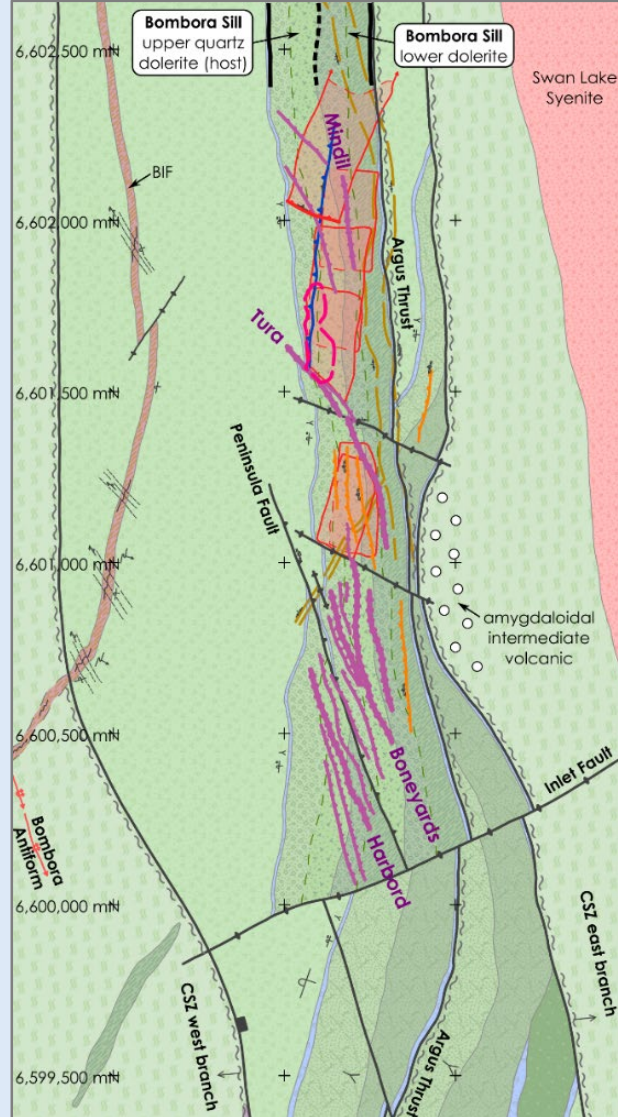 Bombora Sill
upper quartz
dolerite (host)
Bombora Sill
lower dolerite
6,602,500 mN
Swan Lake
Syenite
Mindil
BIF
6,602,000 mN
Argus Thrust
Tura
6,601,500 mN
Peninsula Fault
6,601,000 mN
amygdaloidal
intermediate
volcanic
6,600,500 mN
Boneyards
Inlet Fault
Bombora
Antiform
Harbord
6,600,000 mN
CSZ east branch
CSZ west branch
Argus Thrust
6,599,500 mN